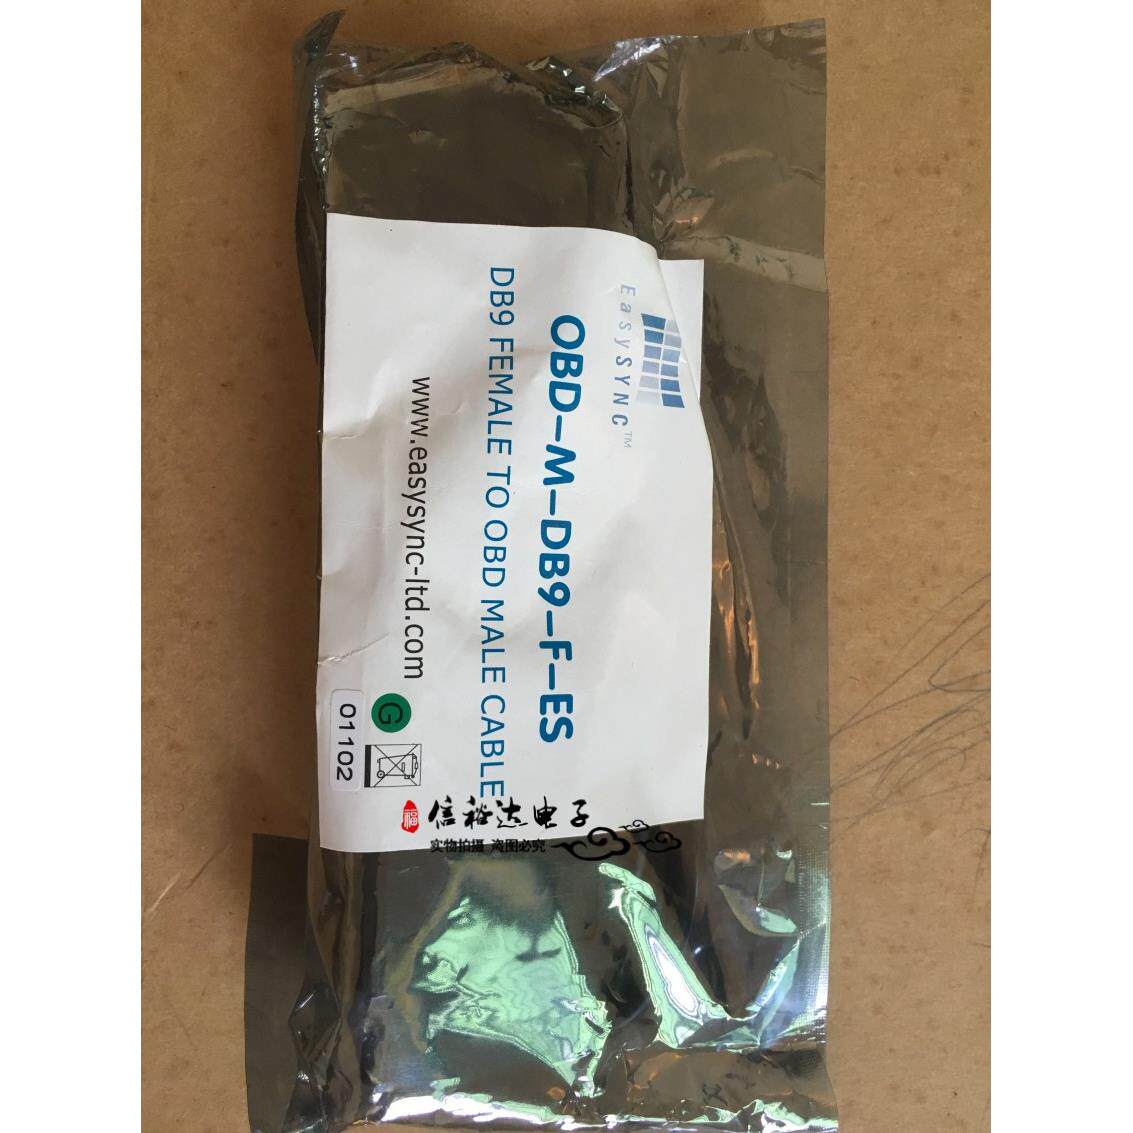 EasySYNC™
OBD-M-DB9-F-ES
DB9 FEMALE TO OBD MALE CABLE
www.easysync-ltd.com
G
01102
福
信裕达电子
实物拍摄 盗图必究